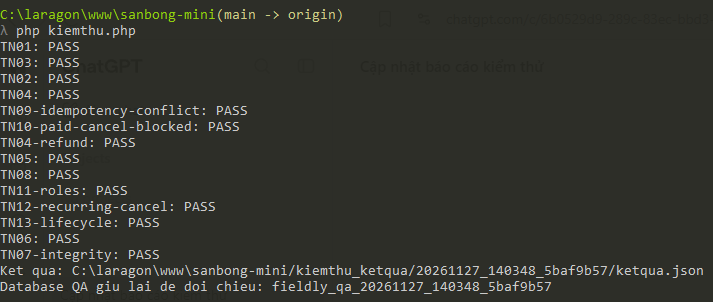 C:\laragon\www\sanbong-mini(main -> origin)
λ php kiemthu.php
TN01: PASS
TN03: PASS
TN02: PASS
TN04: PASS
TN09-idempotency-conflict: PASS
TN10-paid-cancel-blocked: PASS
TN04-refund: PASS
TN05: PASS
TN08: PASS
TN11-roles: PASS
TN12-recurring-cancel: PASS
TN13-lifecycle: PASS
TN06: PASS
TN07-integrity: PASS
Ket qua: C:\laragon\www\sanbong-mini/kiemthu_ketqua/20261127_140348_5baf9b57/ketqua.json
Database QA giu lai de doi chieu: fieldly_qa_20261127_140348_5baf9b57